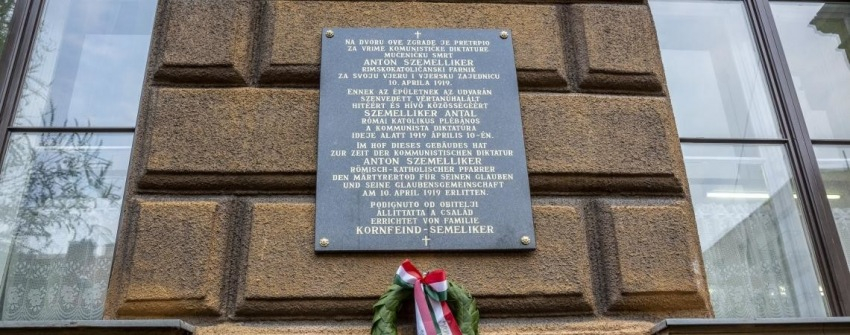 NA DVORU OVE ZGRADE JE PRETRPIO
ZA VRIME KOMUNISTIČKE DIKTATURE
MUČENIČKU SMRT
ANTON SZEMELLIKER
RIMSKOKATOLIČANSKI FARNIK
ZA SVOJU VJERU I VJERSKU ZAJEDNICU
10. APRILA 1919.
ENNEK AZ ÉPÜLETNEK AZ UDVARÁN
SZENVEDETT VÉRTANÚHALÁLT
HITÉÉRT ÉS HÍVŐ KÖZÖSSÉGÉÉRT
SZEMELLIKER ANTAL
RÓMAI KATOLIKUS PLÉBÁNOS
A KOMMUNISTA DIKTATÚRA
IDEJE ALATT 1919 ÁPRILIS 10-ÉN.
IM HOF DIESES GEBÄUDES HAT
ZUR ZEIT DER KOMMUNISTISCHEN DIKTATUR
ANTON SZEMELLIKER
RÖMISCH-KATHOLISCHER PFARRER
DEN MÄRTYRERTOD FÜR SEINEN GLAUBEN
UND SEINE GLAUBENSGEMEINSCHAFT
AM 10. APRIL 1919 ERLITTEN.
PODIGNUTO OD OBITELJI
ÁLLÍTTATTA A CSALÁD
ERRICHTET VON FAMILIE
KORNFEIND-SEMELIKER